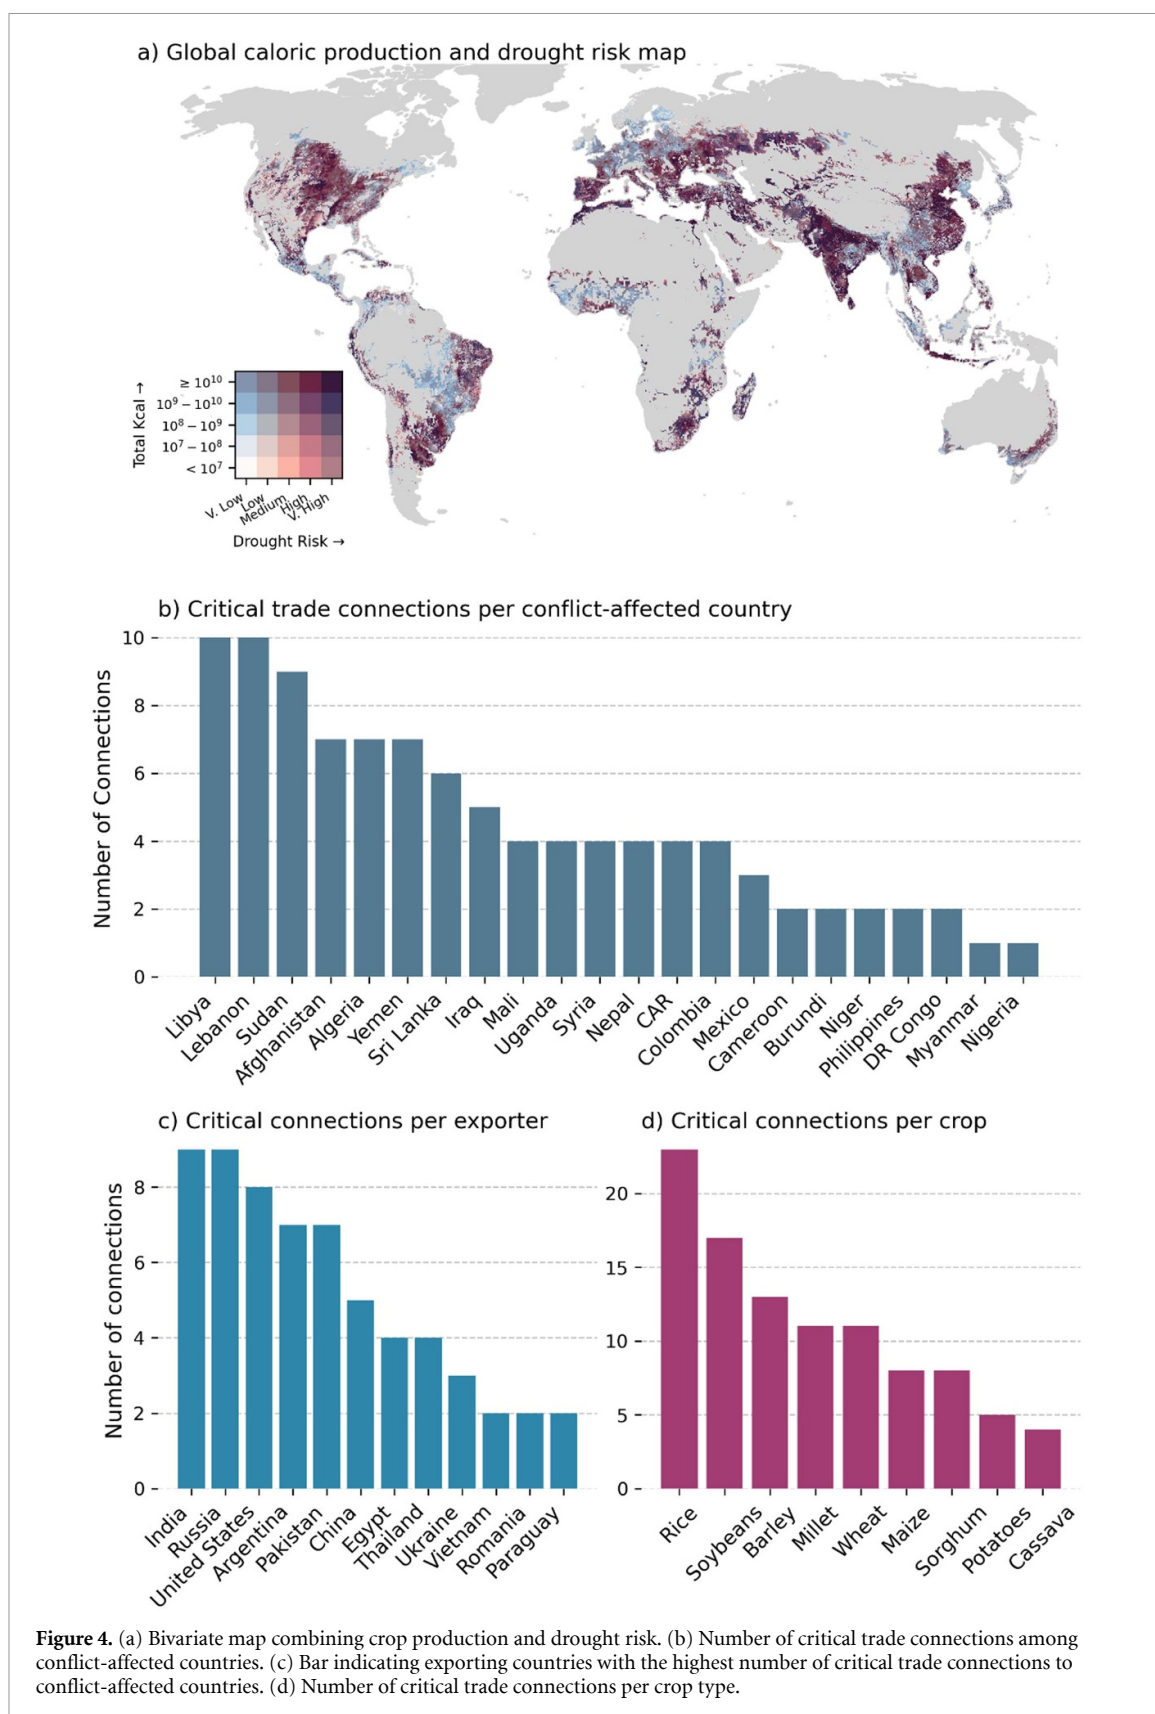 a) Global caloric production and drought risk map
Total Kcal →
≥ 10¹⁰
10⁹ − 10¹⁰
10⁸ − 10⁹
10⁷ − 10⁸
< 10⁷
V. Low
Low
Medium
High
V. High
Drought Risk →
b) Critical trade connections per conflict-affected country
Number of Connections
10
8
6
4
2
0
Libya
Lebanon
Sudan
Afghanistan
Algeria
Yemen
Sri Lanka
Iraq
Mali
Uganda
Syria
Nepal
CAR
Colombia
Mexico
Cameroon
Burundi
Niger
Philippines
DR Congo
Myanmar
Nigeria
c) Critical connections per exporter
Number of connections
8
6
4
2
0
India
Russia
United States
Argentina
Pakistan
China
Egypt
Thailand
Ukraine
Vietnam
Romania
Paraguay
d) Critical connections per crop
20
15
10
5
0
Rice
Soybeans
Barley
Millet
Wheat
Maize
Sorghum
Potatoes
Cassava
Figure 4. (a) Bivariate map combining crop production and drought risk. (b) Number of critical trade connections among
conflict-affected countries. (c) Bar indicating exporting countries with the highest number of critical trade connections to
conflict-affected countries. (d) Number of critical trade connections per crop type.